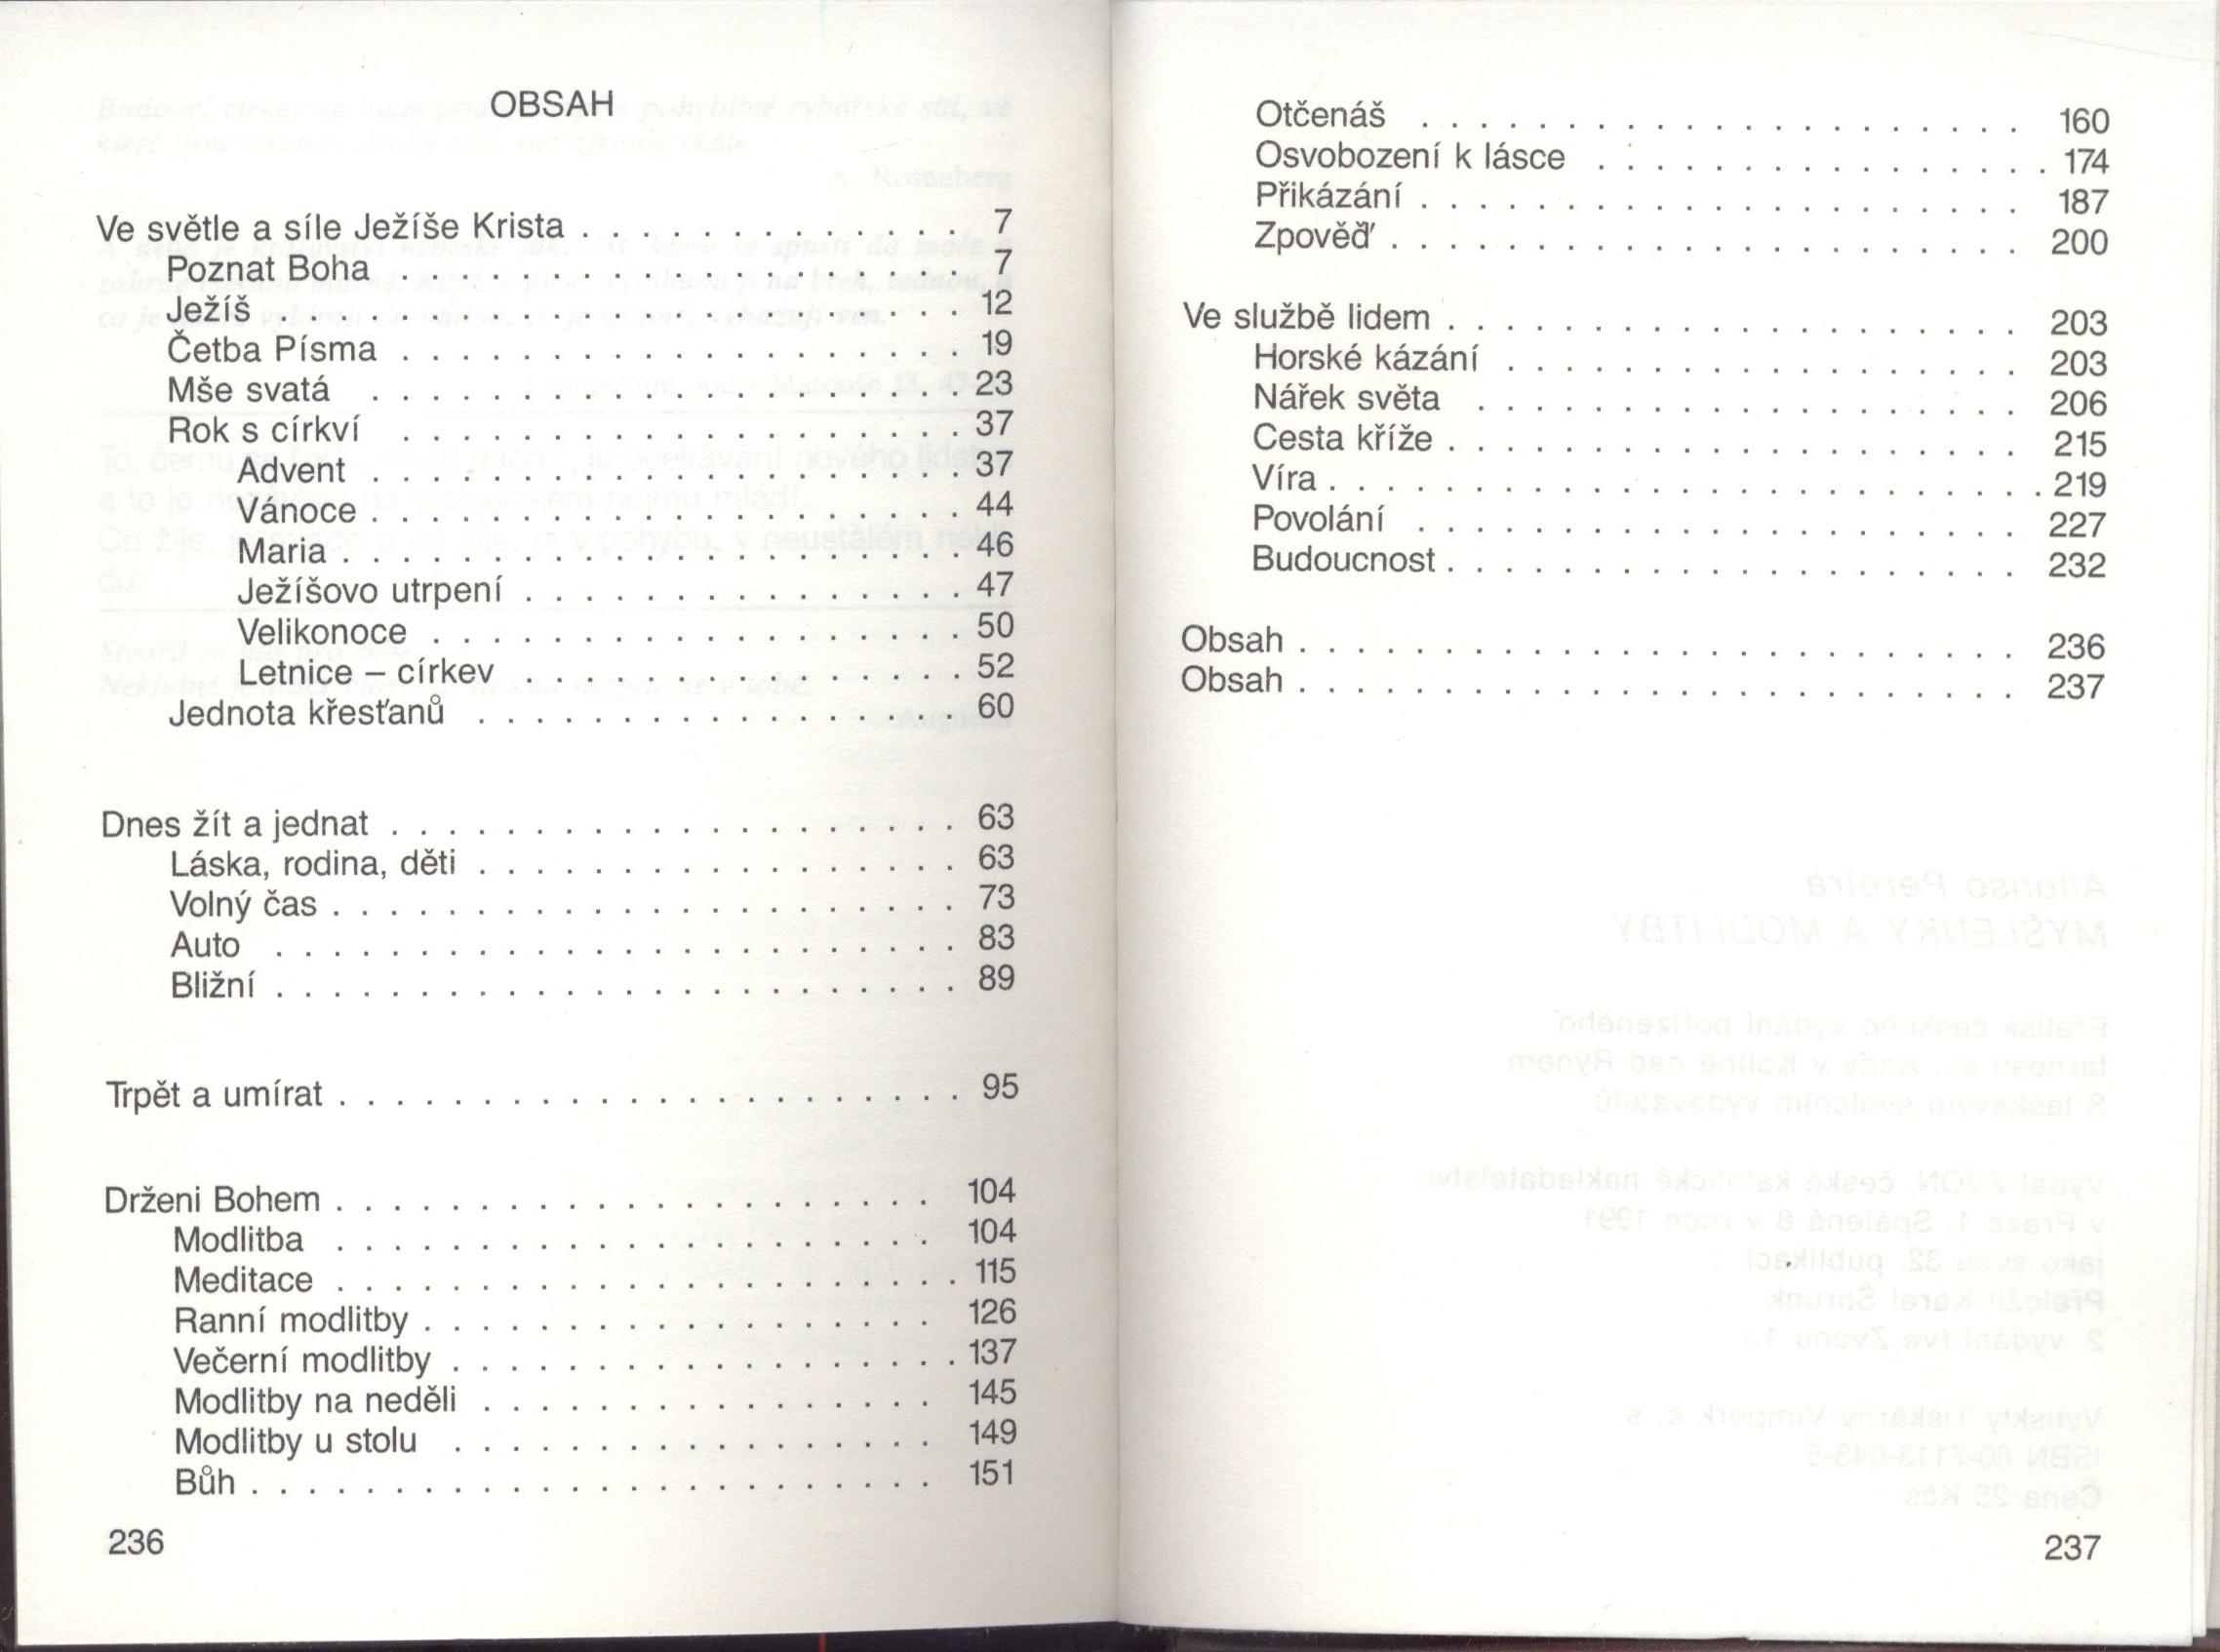 OBSAH
Ve světle a síle Ježíše Krista . . . . . . . . . . . . . . 7
Poznat Boha . . . . . . . . . . . . . . . . . . . . 7
Ježíš . . . . . . . . . . . . . . . . . . . . . . . . 12
Četba Písma . . . . . . . . . . . . . . . . . . . . 19
Mše svatá . . . . . . . . . . . . . . . . . . . . . 23
Rok s církví . . . . . . . . . . . . . . . . . . . . 37
Advent . . . . . . . . . . . . . . . . . . . . . 37
Vánoce . . . . . . . . . . . . . . . . . . . . . 44
Maria . . . . . . . . . . . . . . . . . . . . . . 46
Ježíšovo utrpení . . . . . . . . . . . . . . . 47
Velikonoce . . . . . . . . . . . . . . . . . . . 50
Letnice – církev . . . . . . . . . . . . . . . . 52
Jednota křesťanů . . . . . . . . . . . . . . . . . 60
Dnes žít a jednat . . . . . . . . . . . . . . . . . . . . 63
Láska, rodina, děti . . . . . . . . . . . . . . . . . 63
Volný čas . . . . . . . . . . . . . . . . . . . . . . 73
Auto . . . . . . . . . . . . . . . . . . . . . . . . 83
Bližní . . . . . . . . . . . . . . . . . . . . . . . . 89
Trpět a umírat . . . . . . . . . . . . . . . . . . . . . . 95
Drženi Bohem . . . . . . . . . . . . . . . . . . . . . 104
Modlitba . . . . . . . . . . . . . . . . . . . . . 104
Meditace . . . . . . . . . . . . . . . . . . . . . . 115
Ranní modlitby . . . . . . . . . . . . . . . . . . 126
Večerní modlitby . . . . . . . . . . . . . . . . . . 137
Modlitby na neděli . . . . . . . . . . . . . . . . 145
Modlitby u stolu . . . . . . . . . . . . . . . . . 149
Bůh . . . . . . . . . . . . . . . . . . . . . . . . 151
236
Otčenáš . . . . . . . . . . . . . . . . . . . . . 160
Osvobození k lásce . . . . . . . . . . . . . . . . 174
Přikázání . . . . . . . . . . . . . . . . . . . . . 187
Zpověď . . . . . . . . . . . . . . . . . . . . . . 200
Ve službě lidem . . . . . . . . . . . . . . . . . . . . 203
Horské kázání . . . . . . . . . . . . . . . . . . 203
Nářek světa . . . . . . . . . . . . . . . . . . . 206
Cesta kříže . . . . . . . . . . . . . . . . . . . . 215
Víra . . . . . . . . . . . . . . . . . . . . . . . . . 219
Povolání . . . . . . . . . . . . . . . . . . . . . 227
Budoucnost . . . . . . . . . . . . . . . . . . . . 232
Obsah . . . . . . . . . . . . . . . . . . . . . . . . . 236
Obsah . . . . . . . . . . . . . . . . . . . . . . . . . 237
237